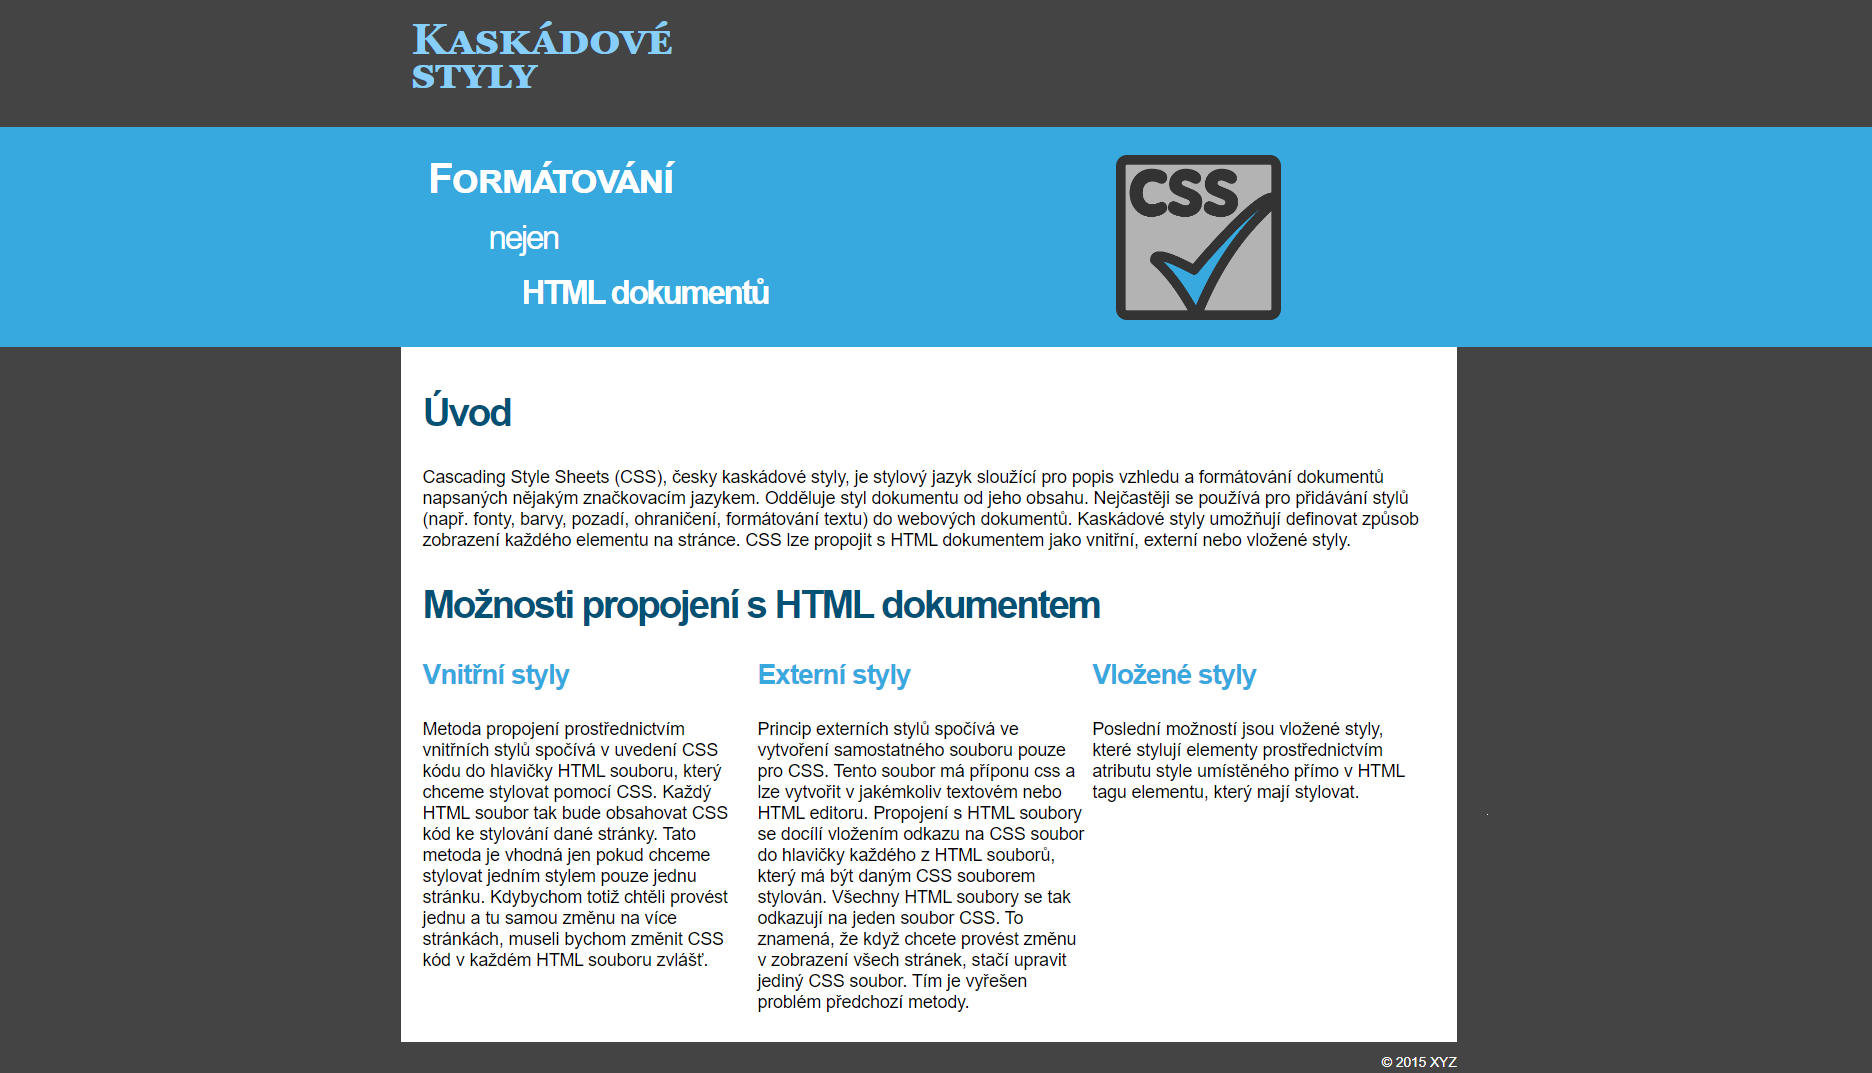 Kaskádové
styly
Formátování
nejen
HTML dokumentů
CSS
Úvod
Cascading Style Sheets (CSS), česky kaskádové styly, je stylový jazyk sloužící pro popis vzhledu a formátování dokumentů
napsaných nějakým značkovacím jazykem. Odděluje styl dokumentu od jeho obsahu. Nejčastěji se používá pro přidávání stylů
(např. fonty, barvy, pozadí, ohraničení, formátování textu) do webových dokumentů. Kaskádové styly umožňují definovat způsob
zobrazení každého elementu na stránce. CSS lze propojit s HTML dokumentem jako vnitřní, externí nebo vložené styly.
Možnosti propojení s HTML dokumentem
Vnitřní styly
Metoda propojení prostřednictvím
vnitřních stylů spočívá v uvedení CSS
kódu do hlavičky HTML souboru, který
chceme stylovat pomocí CSS. Každý
HTML soubor tak bude obsahovat CSS
kód ke stylování dané stránky. Tato
metoda je vhodná jen pokud chceme
stylovat jedním stylem pouze jednu
stránku. Kdybychom totiž chtěli provést
jednu a tu samou změnu na více
stránkách, museli bychom změnit CSS
kód v každém HTML souboru zvlášť.
Externí styly
Princip externích stylů spočívá ve
vytvoření samostatného souboru pouze
pro CSS. Tento soubor má příponu css a
lze vytvořit v jakémkoliv textovém nebo
HTML editoru. Propojení s HTML soubory
se docílí vložením odkazu na CSS soubor
do hlavičky každého z HTML souborů,
který má být daným CSS souborem
stylován. Všechny HTML soubory se tak
odkazují na jeden soubor CSS. To
znamená, že když chcete provést změnu
v zobrazení všech stránek, stačí upravit
jediný CSS soubor. Tím je vyřešen
problém předchozí metody.
Vložené styly
Poslední možností jsou vložené styly,
které stylují elementy prostřednictvím
atributu style umístěného přímo v HTML
tagu elementu, který mají stylovat.
© 2015 XYZ